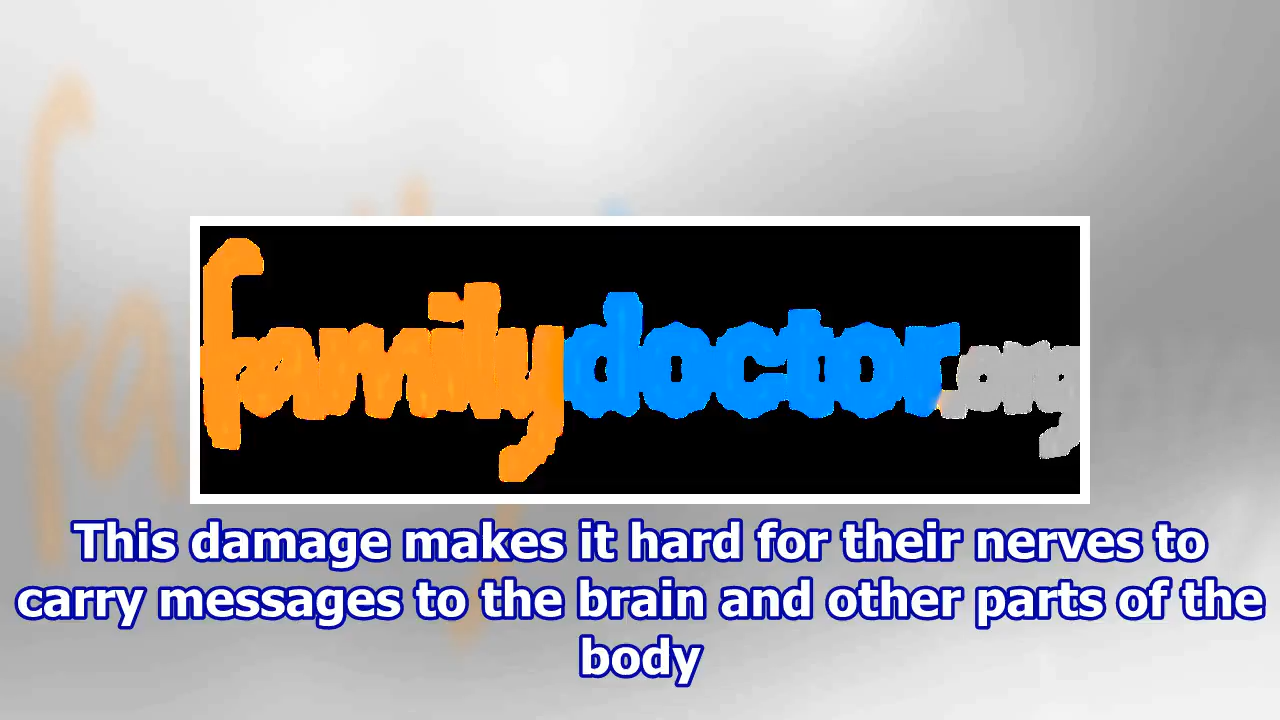 familydoctor.org
This damage makes it hard for their nerves to
carry messages to the brain and other parts of the
body